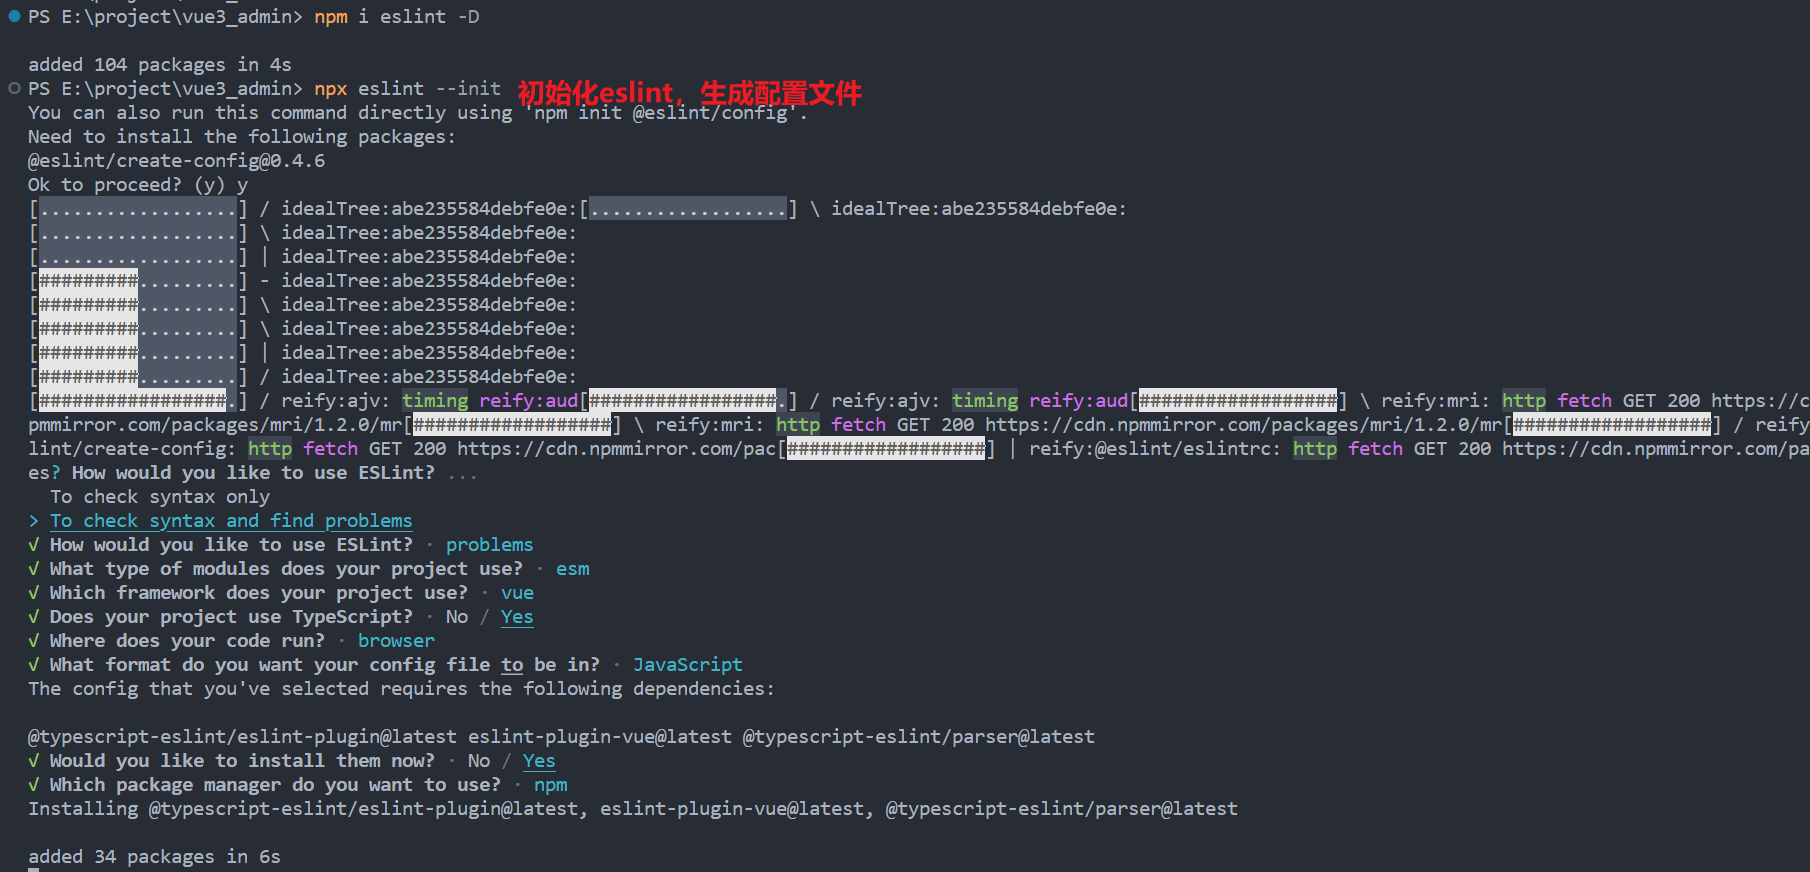 PS E:\project\vue3_admin> npm i eslint -D
added 104 packages in 4s
PS E:\project\vue3_admin> npx eslint --init 初始化eslint，生成配置文件
You can also run this command directly using 'npm init @eslint/config'.
Need to install the following packages:
@eslint/create-config@0.4.6
Ok to proceed? (y) y
[..................] / idealTree:abe235584debfe0e:[..................] \ idealTree:abe235584debfe0e:
[..................] \ idealTree:abe235584debfe0e:
[..................] | idealTree:abe235584debfe0e:
[#########.........] - idealTree:abe235584debfe0e:
[#########.........] \ idealTree:abe235584debfe0e:
[#########.........] \ idealTree:abe235584debfe0e:
[#########.........] | idealTree:abe235584debfe0e:
[#########.........] / idealTree:abe235584debfe0e:
[#################.] / reify:ajv: timing reify:aud[#################.] / reify:ajv: timing reify:aud[##################] \ reify:mri: http fetch GET 200 https://c
pmmirror.com/packages/mri/1.2.0/mr[##################] \ reify:mri: http fetch GET 200 https://cdn.npmmirror.com/packages/mri/1.2.0/mr[##################] / reify
lint/create-config: http fetch GET 200 https://cdn.npmmirror.com/pac[##################] | reify:@eslint/eslintrc: http fetch GET 200 https://cdn.npmmirror.com/pa
es? How would you like to use ESLint? ...
To check syntax only
> To check syntax and find problems
√ How would you like to use ESLint? · problems
√ What type of modules does your project use? · esm
√ Which framework does your project use? · vue
√ Does your project use TypeScript? · No / Yes
√ Where does your code run? · browser
√ What format do you want your config file to be in? · JavaScript
The config that you've selected requires the following dependencies:
@typescript-eslint/eslint-plugin@latest eslint-plugin-vue@latest @typescript-eslint/parser@latest
√ Would you like to install them now? · No / Yes
√ Which package manager do you want to use? · npm
Installing @typescript-eslint/eslint-plugin@latest, eslint-plugin-vue@latest, @typescript-eslint/parser@latest
added 34 packages in 6s